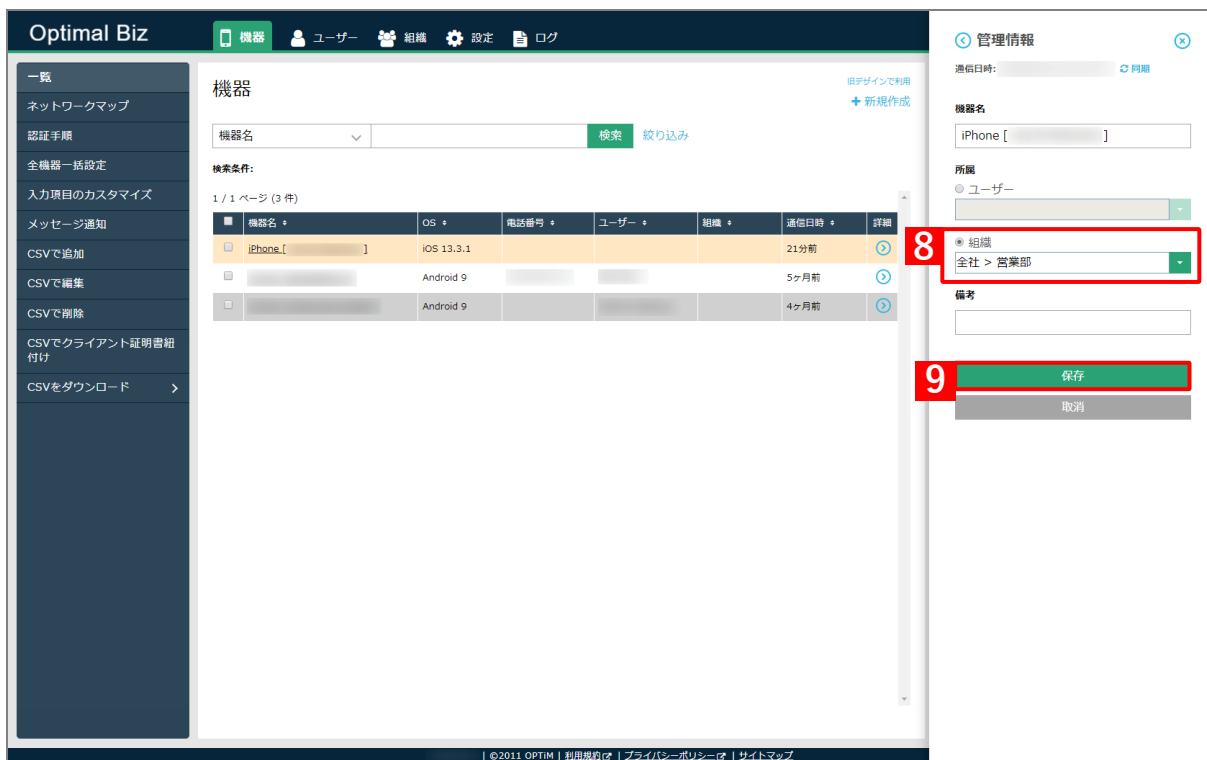 Optimal Biz
機器
ユーザー
組織
設定
ログ
一覧
ネットワークマップ
認証手順
全機器一括設定
入力項目のカスタマイズ
メッセージ通知
CSVで追加
CSVで編集
CSVで削除
CSVでクライアント証明書紐
付け
CSVをダウンロード
機器
旧デザインで利用
新規作成
機器名
検索
絞り込み
検索条件:
1 / 1 ページ (3 件)
機器名 OS 電話番号 ユーザー 組織 通信日時 詳細
iPhone [ ] iOS 13.3.1 21分前
Android 9 5ヶ月前
Android 9 4ヶ月前
| ©2011 OPTiM | 利用規約 | プライバシーポリシー | サイトマップ
管理情報
通信日時: 同期
機器名
iPhone [ ]
所属
ユーザー
8
組織
全社 > 営業部
備考
9
保存
取消